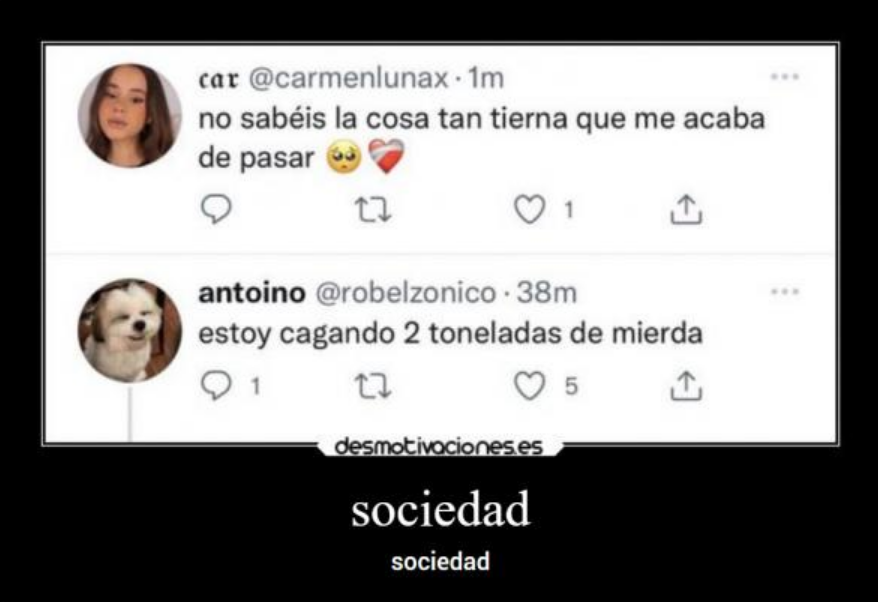 car @carmenlunax · 1m
no sabéis la cosa tan tierna que me acaba
de pasar 🥺❤️‍🩹
1
antoino @robelzonico · 38m
estoy cagando 2 toneladas de mierda
1 5
desmotivaciones.es
sociedad
sociedad